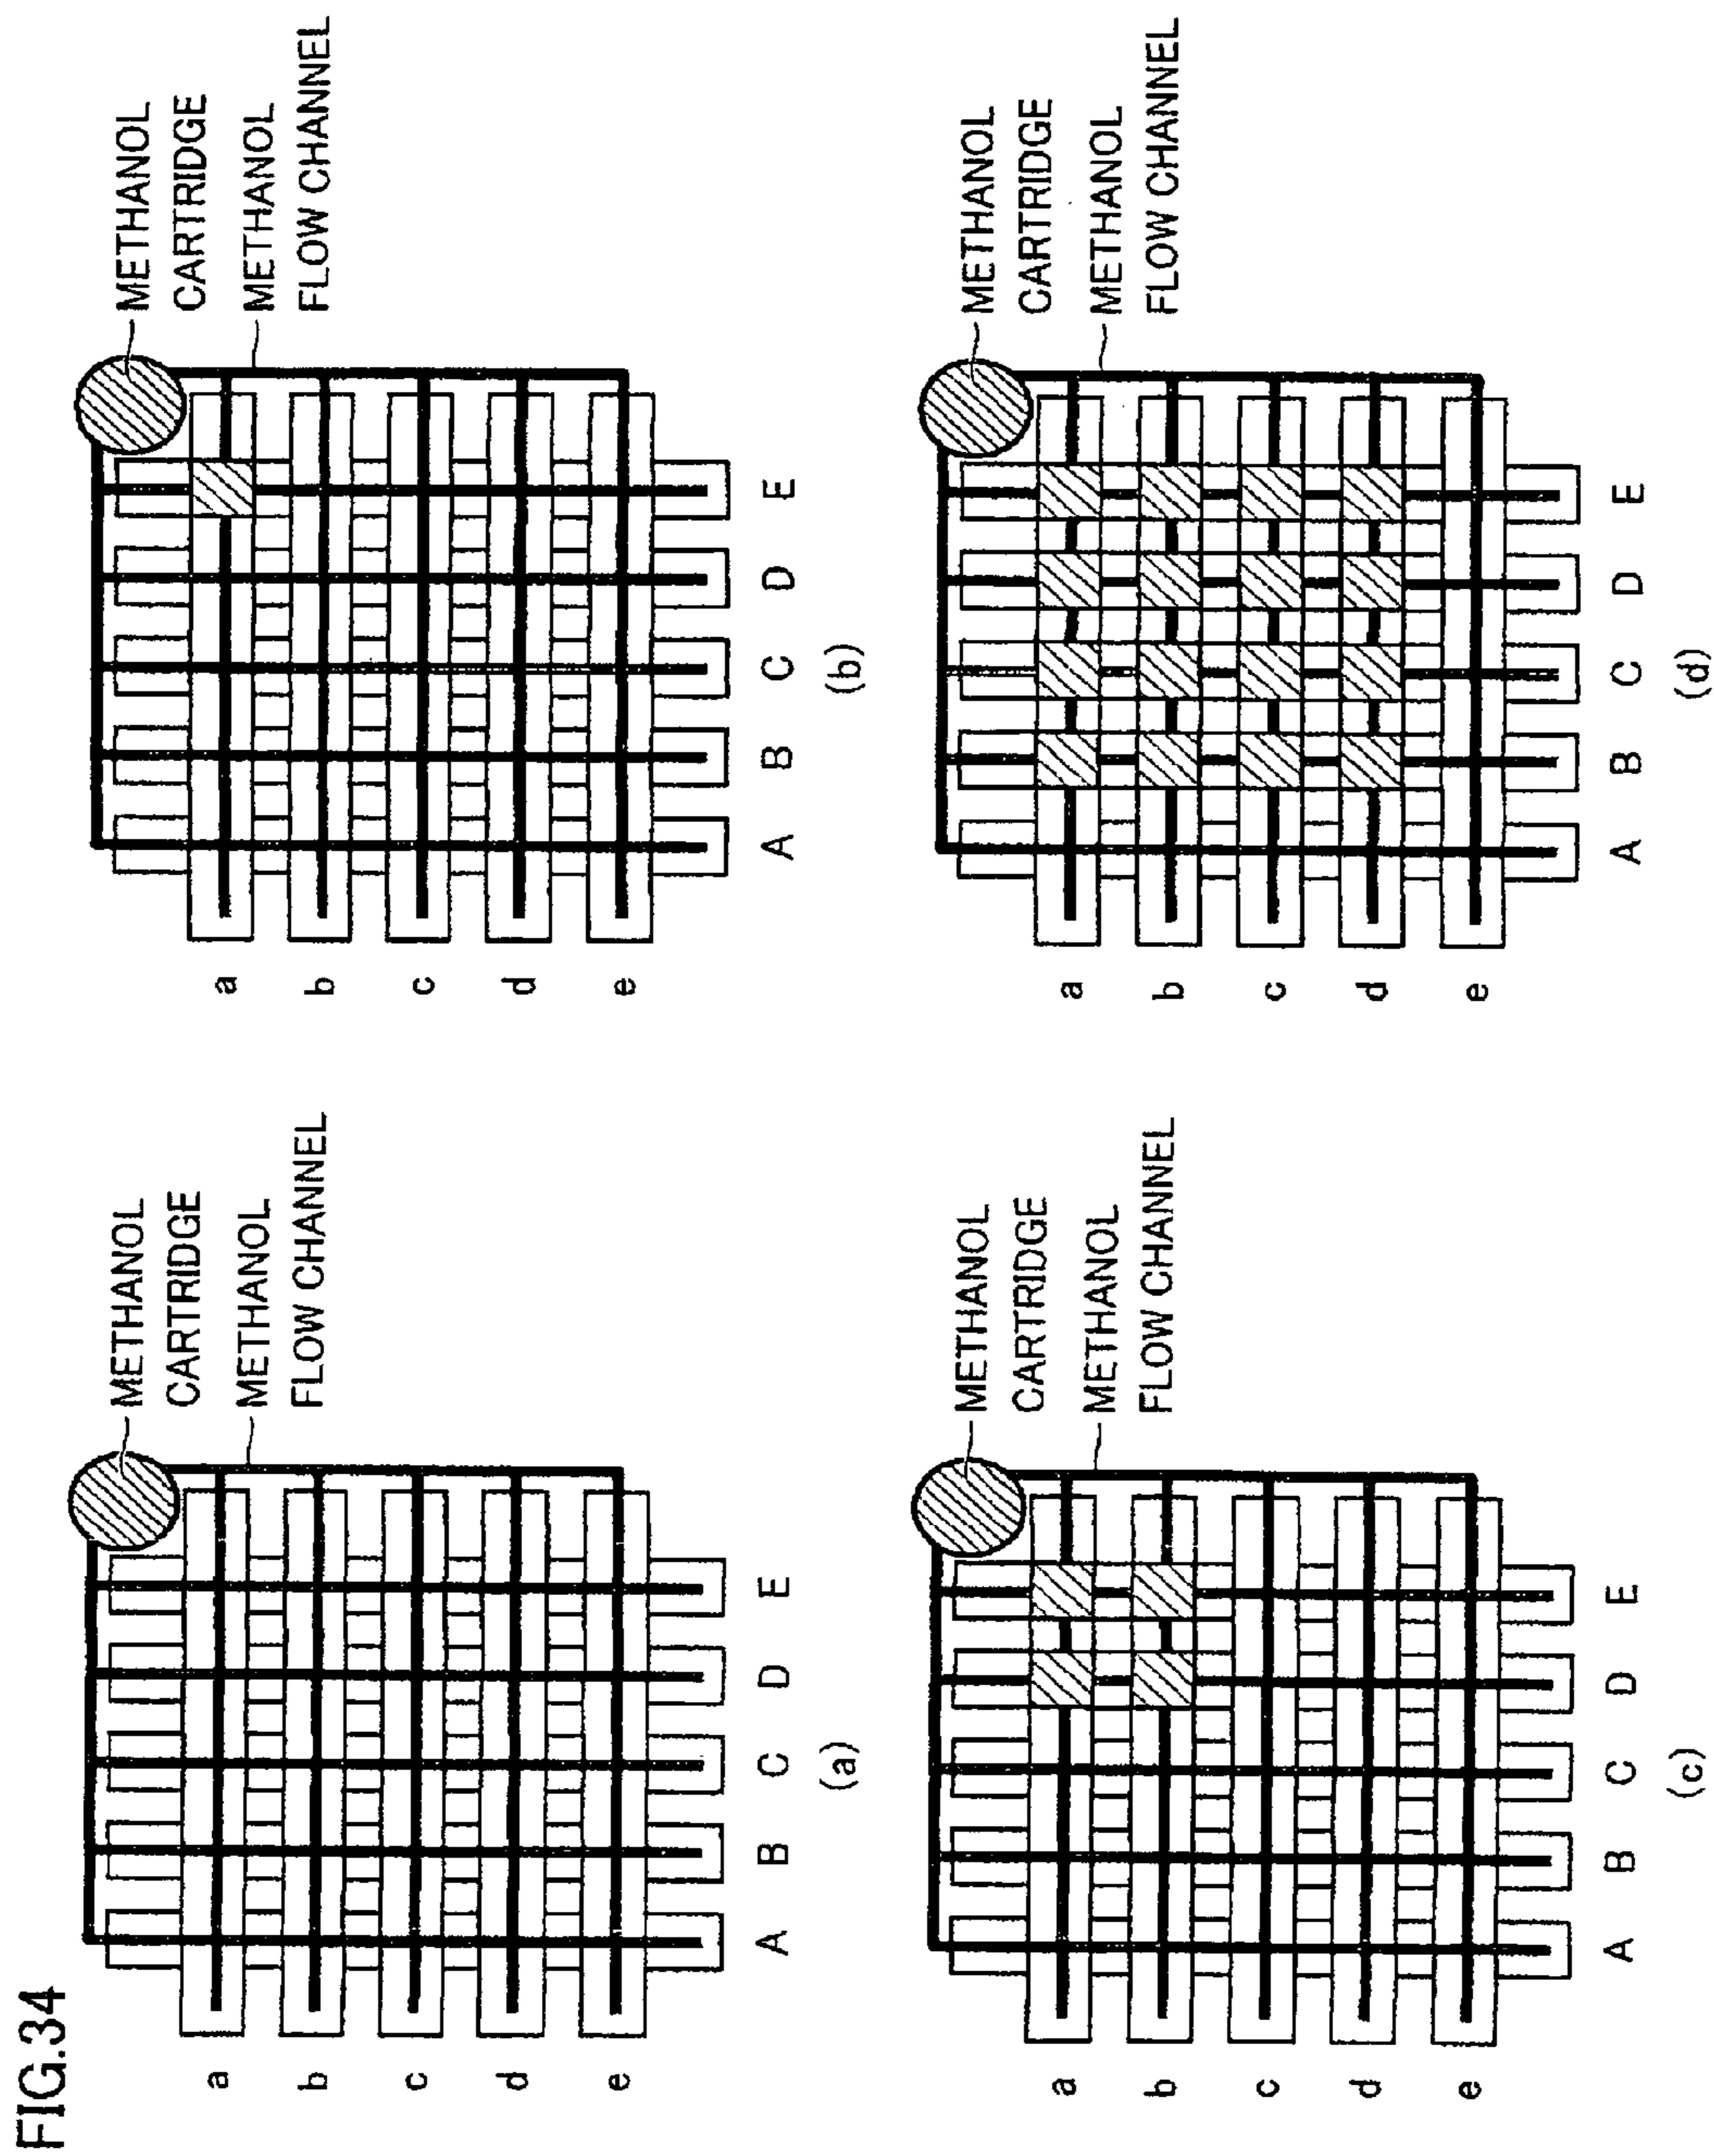 FIG.34
METHANOL
CARTRIDGE
METHANOL
FLOW CHANNEL
a
b
c
d
e
A B C D E
(a)
METHANOL
CARTRIDGE
METHANOL
FLOW CHANNEL
a
b
c
d
e
A B C D E
(b)
METHANOL
CARTRIDGE
METHANOL
FLOW CHANNEL
a
b
c
d
e
A B C D E
(c)
METHANOL
CARTRIDGE
METHANOL
FLOW CHANNEL
a
b
c
d
e
A B C D E
(d)